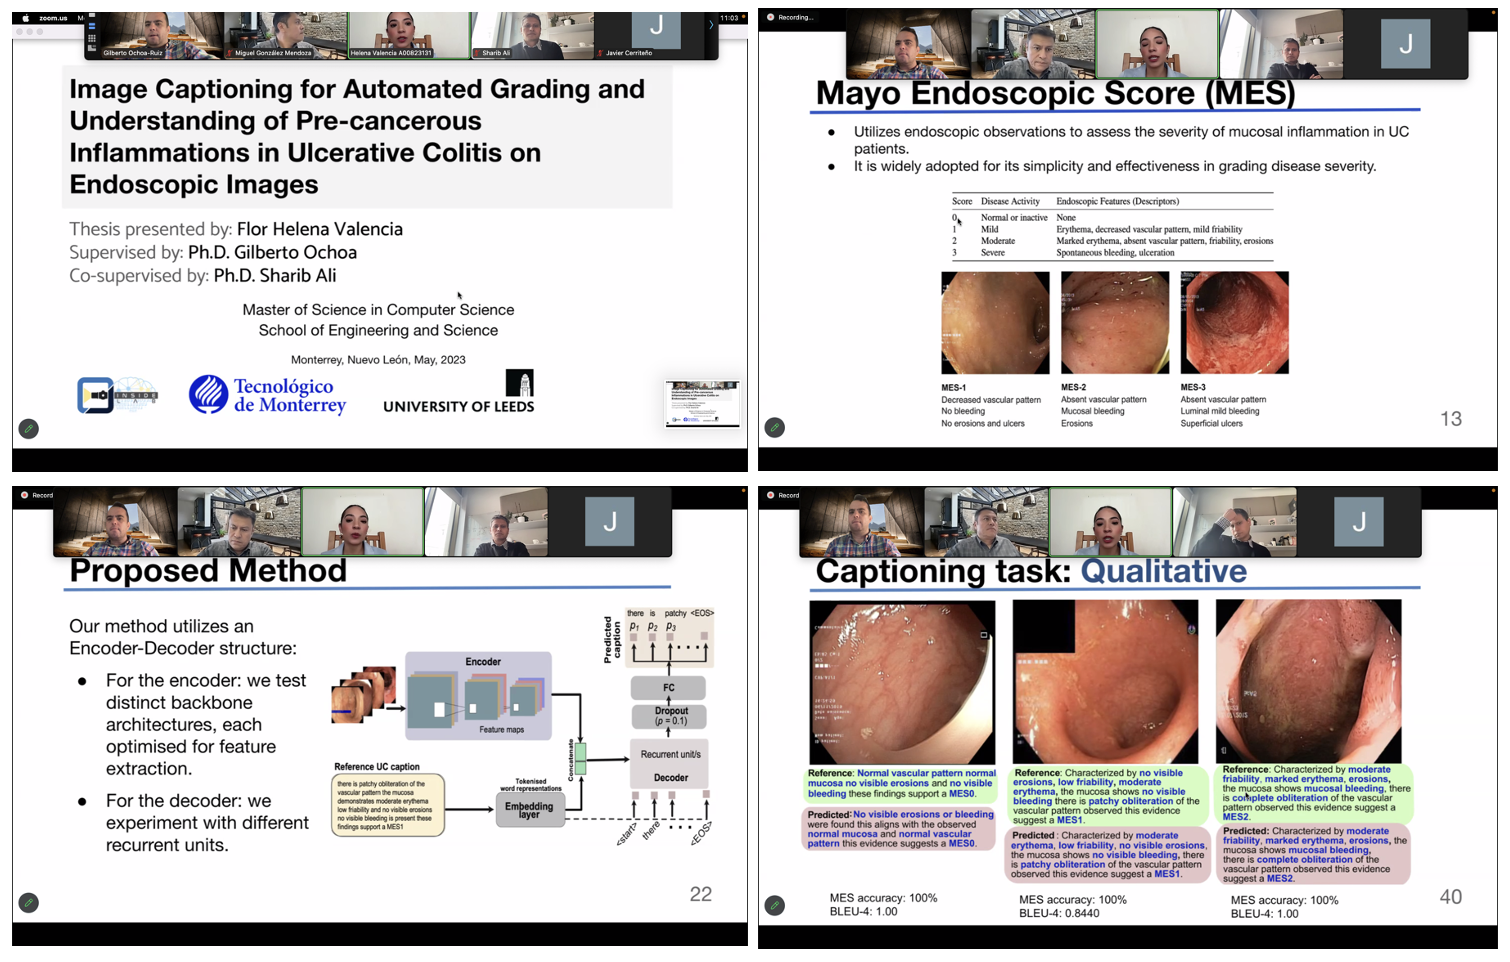 zoom.us
11:03
Gilberto Ochoa-Ruiz
Miguel González Mendoza
Helena Valencia A00823131
Sharib Ali
J
Javier Cerriteño
Image Captioning for Automated Grading and
Understanding of Pre-cancerous
Inflammations in Ulcerative Colitis on
Endoscopic Images
Thesis presented by: Flor Helena Valencia
Supervised by: Ph.D. Gilberto Ochoa
Co-supervised by: Ph.D. Sharib Ali
Master of Science in Computer Science
School of Engineering and Science
Monterrey, Nuevo León, May, 2023
INSIDE
LAB
Tecnológico
de Monterrey
UNIVERSITY OF LEEDS
Recording...
J
Mayo Endoscopic Score (MES)
● Utilizes endoscopic observations to assess the severity of mucosal inflammation in UC
patients.
● It is widely adopted for its simplicity and effectiveness in grading disease severity.
Score Disease Activity Endoscopic Features (Descriptors)
0 Normal or inactive None
1 Mild Erythema, decreased vascular pattern, mild friability
2 Moderate Marked erythema, absent vascular pattern, friability, erosions
3 Severe Spontaneous bleeding, ulceration
MES-1
Decreased vascular pattern
No bleeding
No erosions and ulcers
MES-2
Absent vascular pattern
Mucosal bleeding
Erosions
MES-3
Absent vascular pattern
Luminal mild bleeding
Superficial ulcers
13
Record
J
Proposed Method
Our method utilizes an
Encoder-Decoder structure:
● For the encoder: we test
distinct backbone
architectures, each
optimised for feature
extraction.
● For the decoder: we
experiment with different
recurrent units.
Encoder
Feature maps
Reference UC caption
there is patchy obliteration of the
vascular pattern the mucosa
demonstrates moderate erythema
low friability and no visible erosions
no visible bleeding is present these
findings support a MES1
Tokenised
word representations
Embedding
layer
Concatenate
Predicted
caption
there is patchy <EOS>
p1 p2 p3
FC
Dropout
(p = 0.1)
Recurrent unit/s
Decoder
<start> there <EOS>
22
Record
J
Captioning task: Qualitative
Reference: Normal vascular pattern normal
mucosa no visible erosions and no visible
bleeding these findings support a MES0.
Predicted: No visible erosions or bleeding
were found this aligns with the observed
normal mucosa and normal vascular
pattern this evidence suggests a MES0.
MES accuracy: 100%
BLEU-4: 1.00
Reference: Characterized by no visible
erosions, low friability, moderate
erythema, the mucosa shows no visible
bleeding there is patchy obliteration of the
vascular pattern observed this evidence
suggest a MES1.
Predicted : Characterized by moderate
erythema, low friability, no visible erosions,
the mucosa shows no visible bleeding, there
is patchy obliteration of the vascular pattern
observed this evidence suggest a MES1.
MES accuracy: 100%
BLEU-4: 0.8440
Reference: Characterized by moderate
friability, marked erythema, erosions,
the mucosa shows mucosal bleeding, there
is complete obliteration of the vascular
pattern observed this evidence suggest a
MES2.
Predicted: Characterized by moderate
friability, marked erythema, erosions, the
mucosa shows mucosal bleeding,
there is complete obliteration of the
vascular pattern observed this evidence
suggest a MES2.
MES accuracy: 100%
BLEU-4: 1.00
40